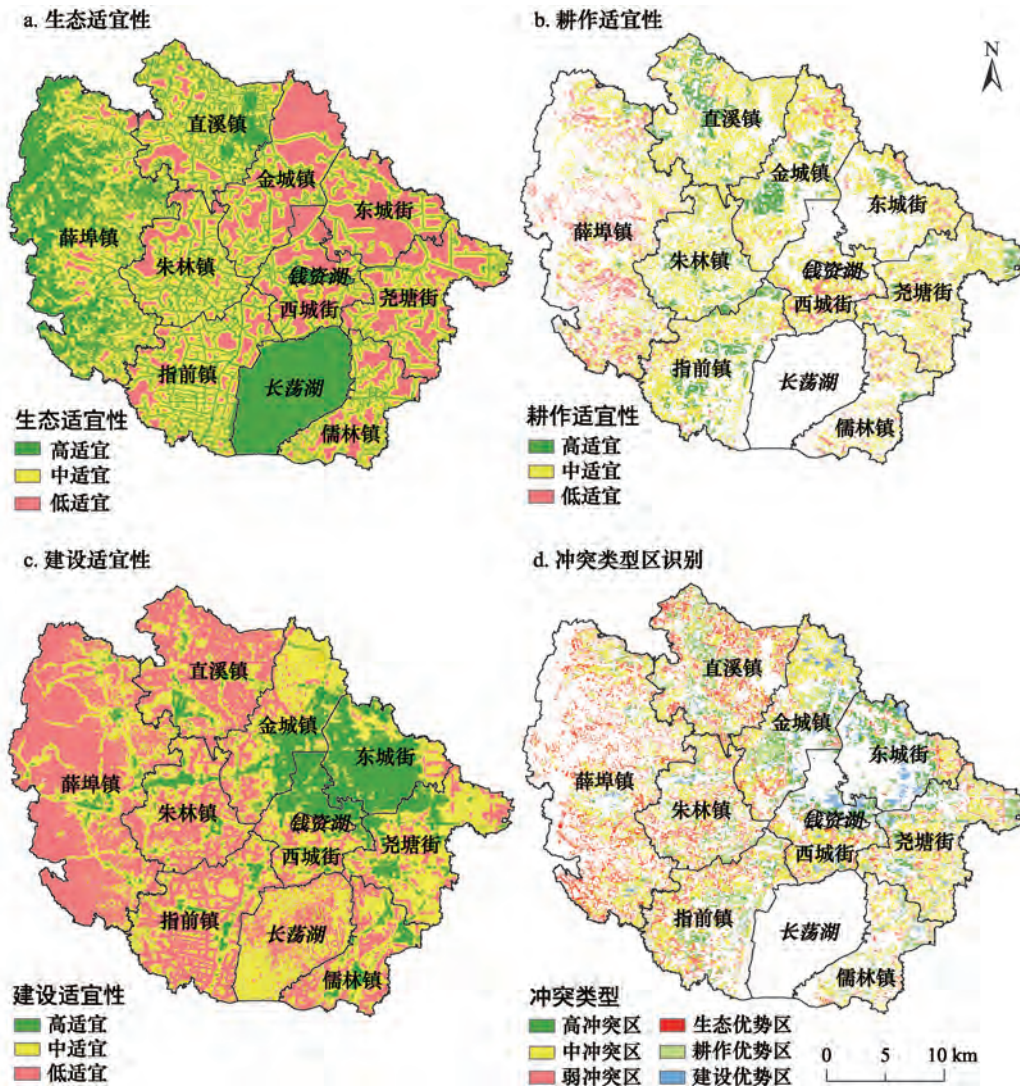 a. 生态适宜性
直溪镇
金城镇
东城街
薛埠镇
朱林镇
钱资湖
尧塘街
西城街
指前镇
长荡湖
儒林镇
生态适宜性
高适宜
中适宜
低适宜
b. 耕作适宜性
N
直溪镇
金城镇
东城街
薛埠镇
朱林镇
钱资湖
尧塘街
西城街
指前镇
长荡湖
儒林镇
耕作适宜性
高适宜
中适宜
低适宜
c. 建设适宜性
直溪镇
金城镇
东城街
薛埠镇
朱林镇
钱资湖
尧塘街
西城街
指前镇
长荡湖
儒林镇
建设适宜性
高适宜
中适宜
低适宜
d. 冲突类型区识别
直溪镇
金城镇
东城街
薛埠镇
朱林镇
钱资湖
尧塘街
西城街
指前镇
长荡湖
儒林镇
冲突类型
高冲突区 生态优势区
中冲突区 耕作优势区
弱冲突区 建设优势区
0 5 10 km